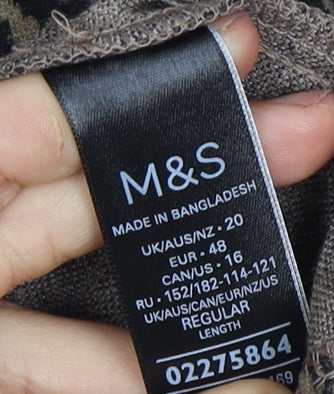 M&S
MADE IN BANGLADESH
UK/AUS/NZ • 20
EUR • 48
CAN/US • 16
RU • 152/182-114-121
UK/AUS/CAN/EUR/NZ/US
REGULAR
LENGTH
02275864
469